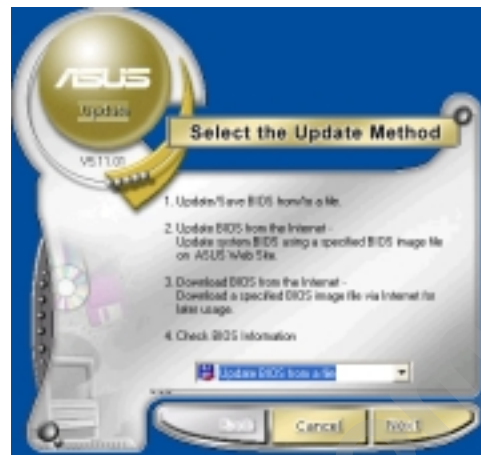 ASUS
Update
V5.11.01
Select the Update Method
1. Update/Save BIOS from/to a file.
2. Update BIOS from the Internet -
Update system BIOS using a specified BIOS image file
on ASUS Web Site.
3. Download BIOS from the Internet -
Download a specified BIOS image file via Internet for
later usage.
4. Check BIOS Information
Update BIOS from a file
Cancel
Next